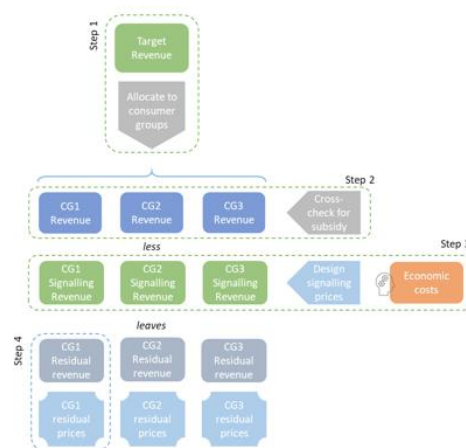 Step 1
Target
Revenue
Allocate to
consumer
groups
Step 2
CG1
Revenue
CG2
Revenue
CG3
Revenue
Cross-
check for
subsidy
less
Step
CG1
Signalling
Revenue
CG2
Signalling
Revenue
CG3
Signalling
Revenue
Design
signalling
prices
Economic
costs
leaves
Step 4
CG1
Residual
revenue
CG2
Residual
revenue
CG3
Residual
revenue
CG1
residual
prices
CG2
residual
prices
CG3
residual
prices